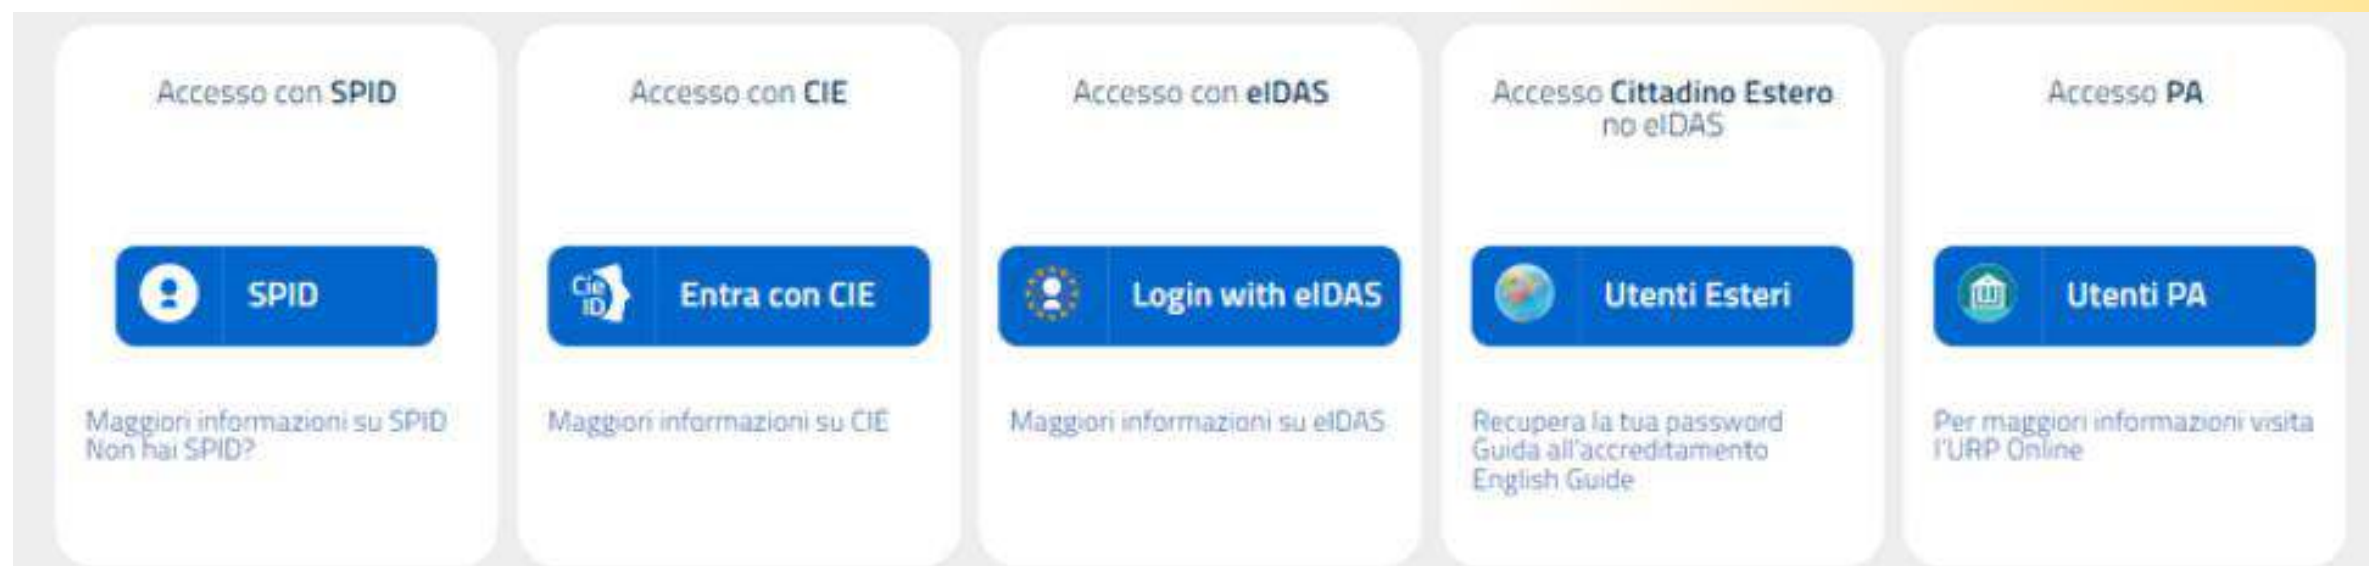 Accesso con SPID
SPID
Maggiori informazioni su SPID
Non hai SPID?
Accesso con CIE
Cie
ID
Entra con CIE
Maggiori informazioni su CIE
Accesso con eIDAS
Login with eIDAS
Maggiori informazioni su eIDAS
Accesso Cittadino Estero
no eIDAS
Utenti Esteri
Recupera la tua password
Guida all'accreditamento
English Guide
Accesso PA
Utenti PA
Per maggiori informazioni visita
l'URP Online